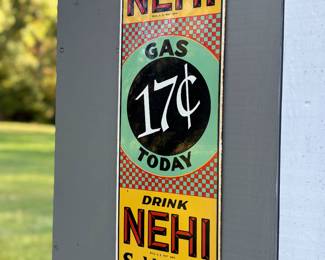 NEHI
GAS
17¢
TODAY
DRINK
NEHI